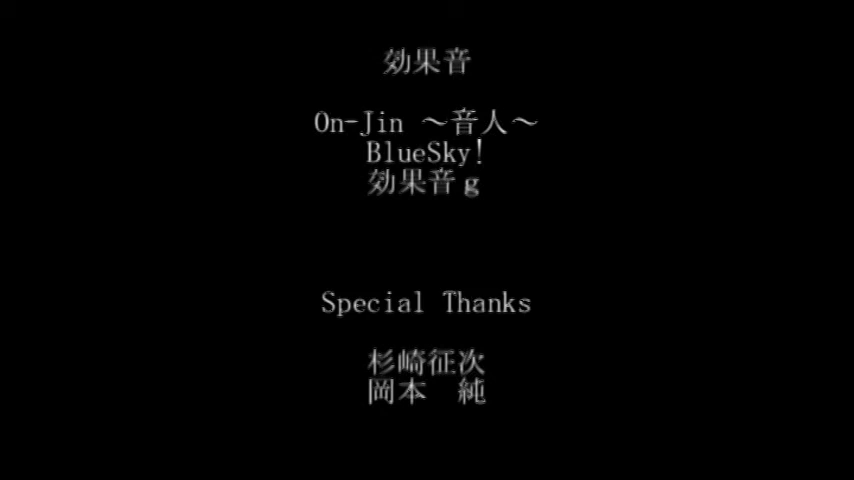 効果音
On-Jin ～音人～
BlueSky!
効果音ｇ
Special Thanks
杉崎征次
岡本　純